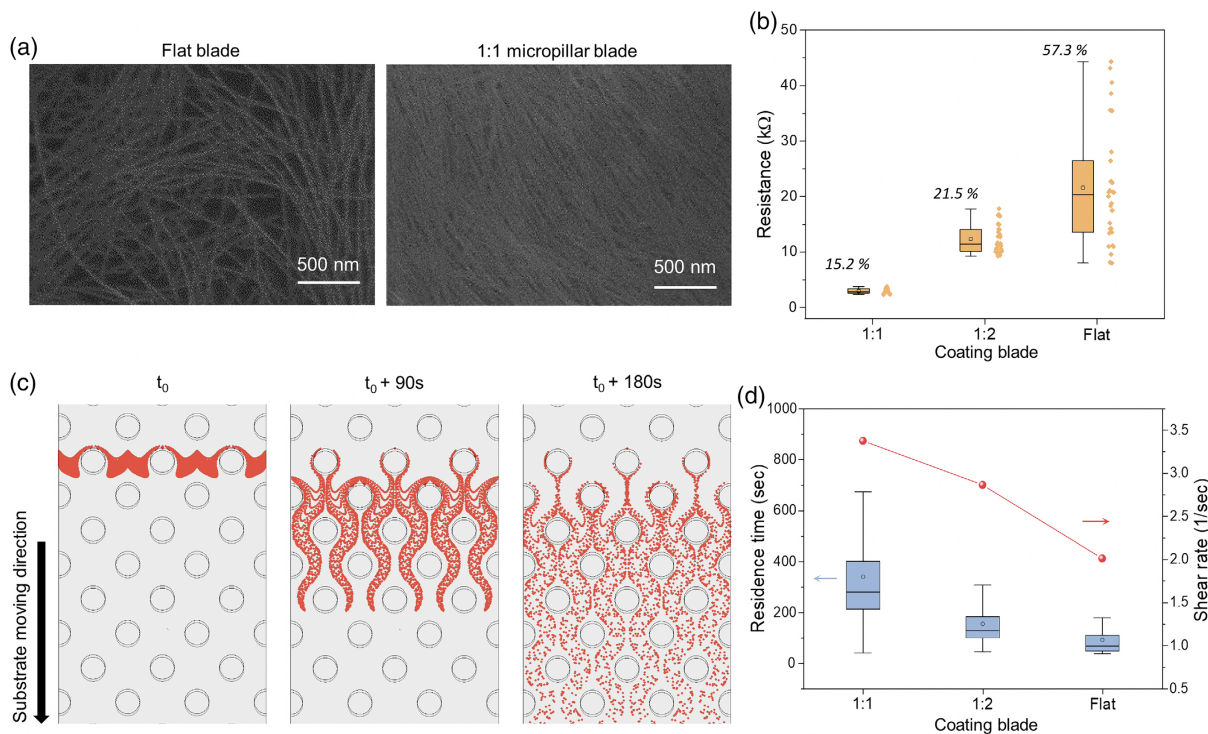 (a)
Flat blade
1:1 micropillar blade
500 nm
500 nm
(b)
50
40
30
20
10
0
Resistance (kΩ)
15.2 %
21.5 %
57.3 %
1:1
1:2
Flat
Coating blade
(c)
t0
t0 + 90s
t0 + 180s
Substrate moving direction
(d)
1000
800
600
400
200
0
Residence time (sec)
3.5
3.0
2.5
2.0
1.5
1.0
0.5
Shear rate (1/sec)
1:1
1:2
Flat
Coating blade